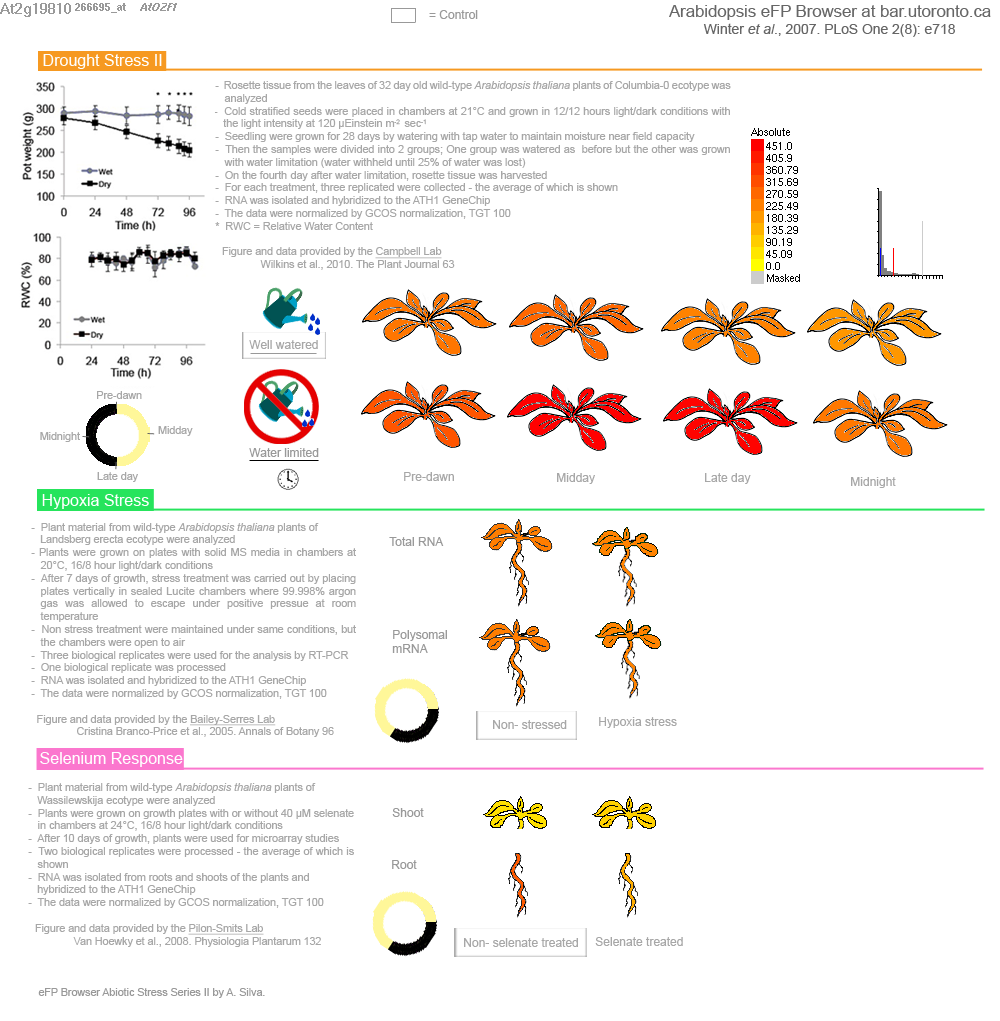 At2g19810 266695_at AtOZF1
= Control
Arabidopsis eFP Browser at bar.utoronto.ca
Winter et al., 2007. PLoS One 2(8): e718
Drought Stress II
350
300
250
200
150
100
Pot weight (g)
Wet
Dry
0 24 48 72 96
Time (h)
100
80
60
40
20
0
RWC (%)
Wet
Dry
0 24 48 72 96
Time (h)
- Rosette tissue from the leaves of 32 day old wild-type Arabidopsis thaliana plants of Columbia-0 ecotype was
analyzed
- Cold stratified seeds were placed in chambers at 21°C and grown in 12/12 hours light/dark conditions with
the light intensity at 120 µEinstein m-2 sec-1
- Seedling were grown for 28 days by watering with tap water to maintain moisture near field capacity
- Then the samples were divided into 2 groups; One group was watered as before but the other was grown
with water limitation (water withheld until 25% of water was lost)
- On the fourth day after water limitation, rosette tissue was harvested
- For each treatment, three replicated were collected - the average of which is shown
- RNA was isolated and hybridized to the ATH1 GeneChip
- The data were normalized by GCOS normalization, TGT 100
* RWC = Relative Water Content
Figure and data provided by the Campbell Lab
Wilkins et al., 2010. The Plant Journal 63
Absolute
451.0
405.9
360.79
315.69
270.59
225.49
180.39
135.29
90.19
45.09
0.0
Masked
Well watered
Water limited
Pre-dawn
Midnight
Midday
Late day
Pre-dawn
Midday
Late day
Midnight
Hypoxia Stress
- Plant material from wild-type Arabidopsis thaliana plants of
Landsberg erecta ecotype were analyzed
- Plants were grown on plates with solid MS media in chambers at
20°C, 16/8 hour light/dark conditions
- After 7 days of growth, stress treatment was carried out by placing
plates vertically in sealed Lucite chambers where 99.998% argon
gas was allowed to escape under positive pressue at room
temperature
- Non stress treatment were maintained under same conditions, but
the chambers were open to air
- Three biological replicates were used for the analysis by RT-PCR
- One biological replicate was processed
- RNA was isolated and hybridized to the ATH1 GeneChip
- The data were normalized by GCOS normalization, TGT 100
Figure and data provided by the Bailey-Serres Lab
Cristina Branco-Price et al., 2005. Annals of Botany 96
Total RNA
Polysomal
mRNA
Non- stressed
Hypoxia stress
Selenium Response
- Plant material from wild-type Arabidopsis thaliana plants of
Wassilewskija ecotype were analyzed
- Plants were grown on growth plates with or without 40 µM selenate
in chambers at 24°C, 16/8 hour light/dark conditions
- After 10 days of growth, plants were used for microarray studies
- Two biological replicates were processed - the average of which is
shown
- RNA was isolated from roots and shoots of the plants and
hybridized to the ATH1 GeneChip
- The data were normalized by GCOS normalization, TGT 100
Figure and data provided by the Pilon-Smits Lab
Van Hoewky et al., 2008. Physiologia Plantarum 132
Shoot
Root
Non- selenate treated
Selenate treated
eFP Browser Abiotic Stress Series II by A. Silva.